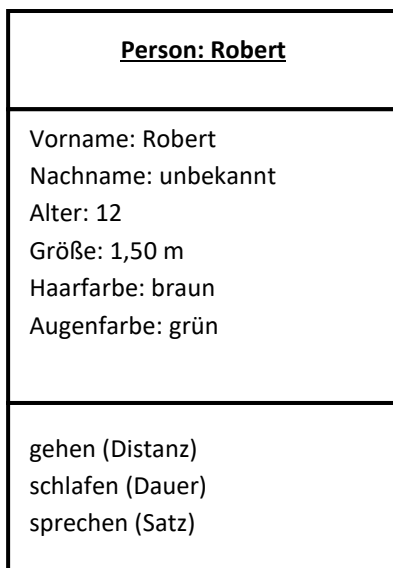 Person: Robert
Vorname: Robert
Nachname: unbekannt
Alter: 12
Größe: 1,50 m
Haarfarbe: braun
Augenfarbe: grün
gehen (Distanz)
schlafen (Dauer)
sprechen (Satz)